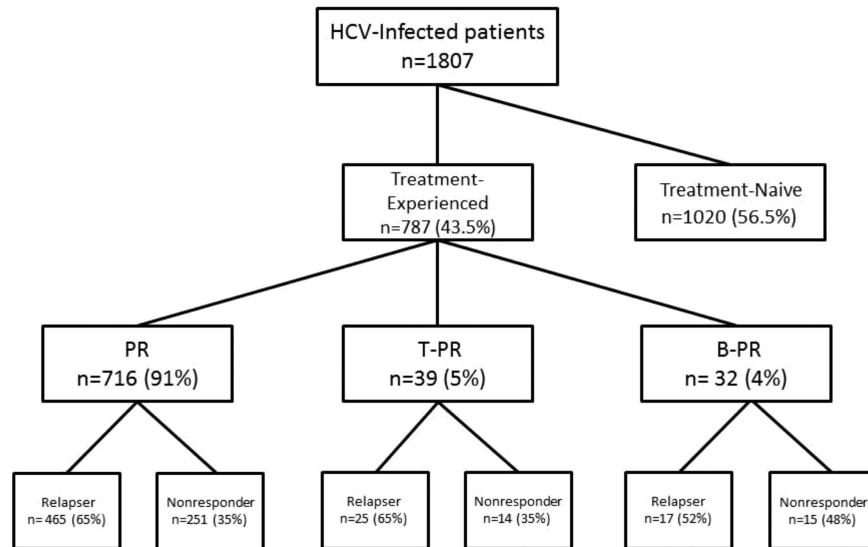 HCV-Infected patients
n=1807
Treatment-
Experienced
n=787 (43.5%)
Treatment-Naive
n=1020 (56.5%)
PR
n=716 (91%)
T-PR
n=39 (5%)
B-PR
n= 32 (4%)
Relapser
n= 465 (65%)
Nonresponder
n=251 (35%)
Relapser
n=25 (65%)
Nonresponder
n=14 (35%)
Relapser
n=17 (52%)
Nonresponder
n=15 (48%)